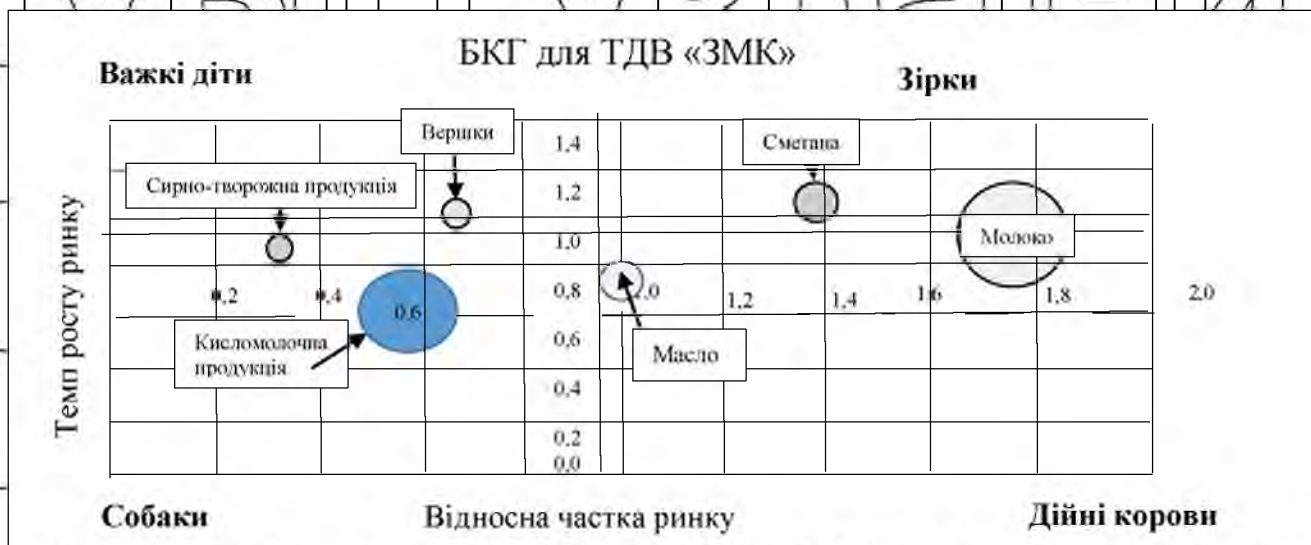 БКГ для ТДВ «ЗМК»
Важкі діти
Зірки
Вершки
Сметана
Сирно-творожна продукція
Молоко
Кисломолочна
продукція
Масло
1,4
1,2
1,0
0,8
0,6
0,4
0,2
0,0
0,2
0,4
0,6
1,2
1,4
1,6
1,8
2,0
Темп росту ринку
Собаки
Відносна частка ринку
Дійні корови